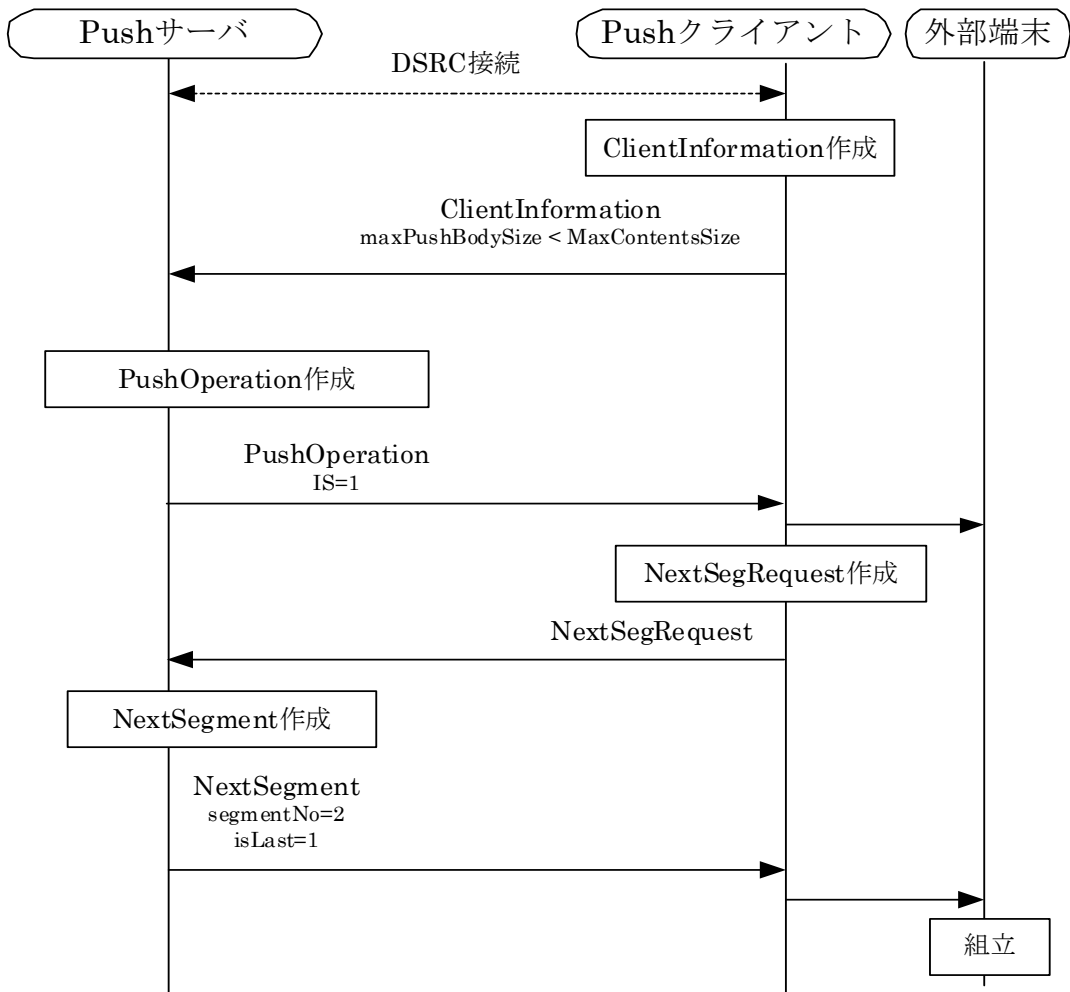 Pushサーバ
Pushクライアント
外部端末
DSRC接続
ClientInformation作成
ClientInformation
maxPushBodySize < MaxContentsSize
PushOperation作成
PushOperation
IS=1
NextSegRequest作成
NextSegRequest
NextSegment作成
NextSegment
segmentNo=2
isLast=1
組立